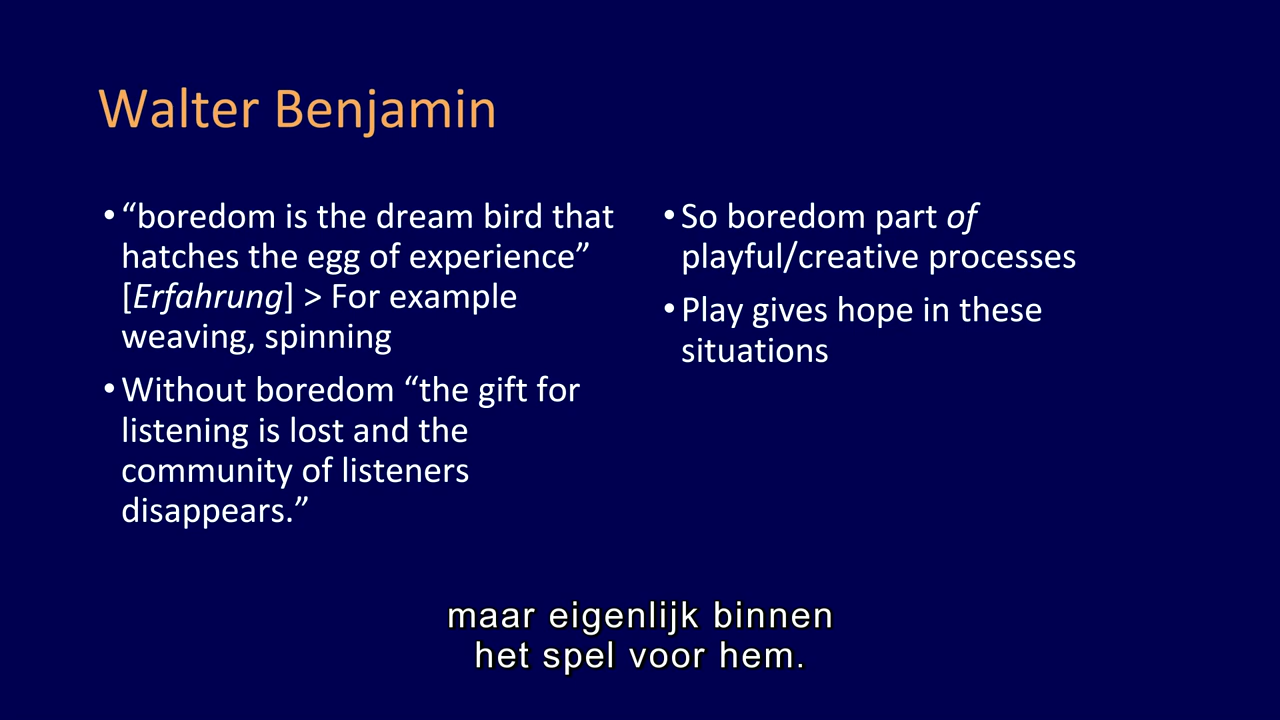 Walter Benjamin
• “boredom is the dream bird that
hatches the egg of experience”
[Erfahrung] > For example
weaving, spinning
• Without boredom “the gift for
listening is lost and the
community of listeners
disappears.”
• So boredom part of
playful/creative processes
• Play gives hope in these
situations
maar eigenlijk binnen
het spel voor hem.